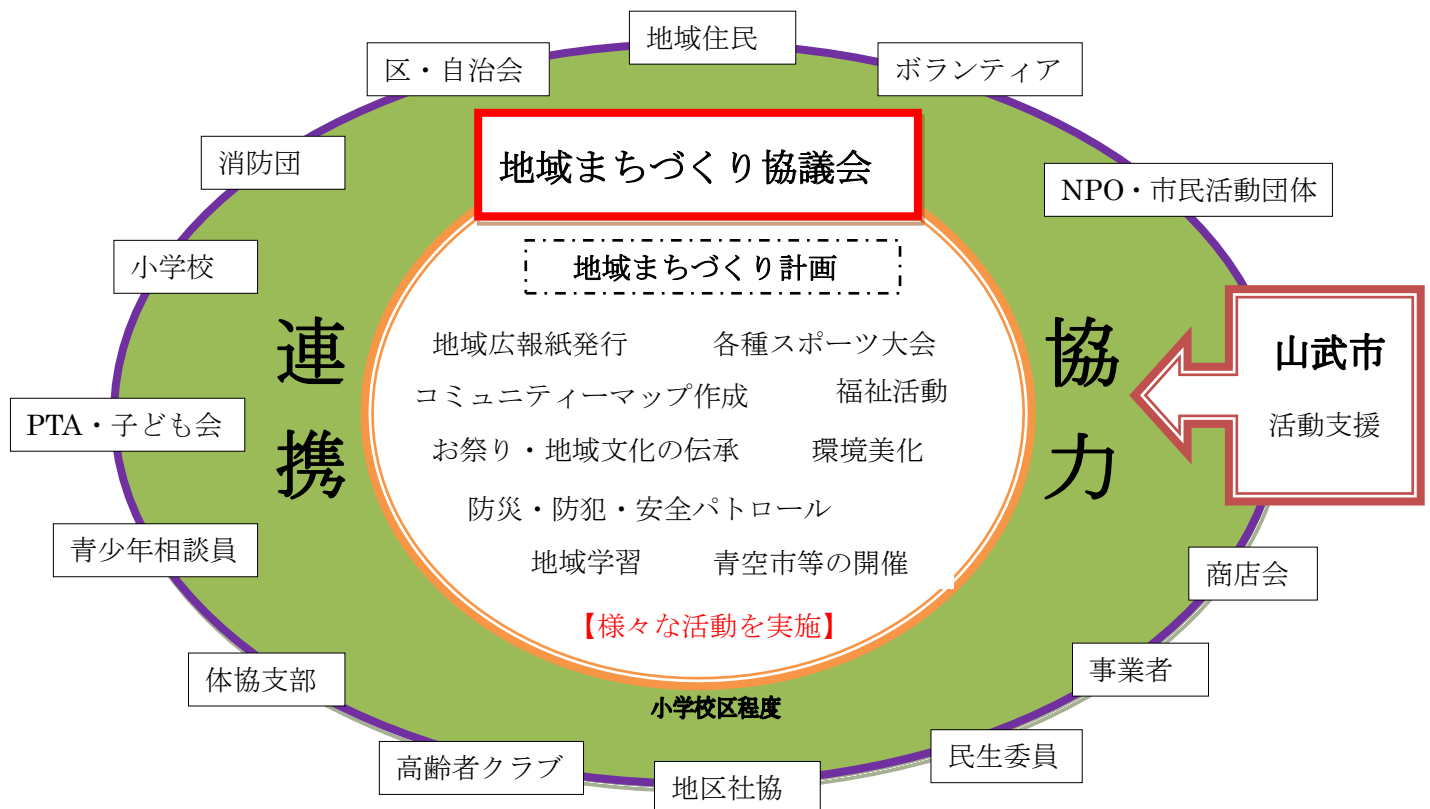 地域住民
区・自治会
ボランティア
消防団
地域まちづくり協議会
NPO・市民活動団体
小学校
地域まちづくり計画
連携
協力
山武市
活動支援
地域広報紙発行
各種スポーツ大会
コミュニティーマップ作成
福祉活動
PTA・子ども会
お祭り・地域文化の伝承
環境美化
防災・防犯・安全パトロール
青少年相談員
地域学習
青空市等の開催
商店会
【様々な活動を実施】
体協支部
事業者
小学校区程度
高齢者クラブ
民生委員
地区社協